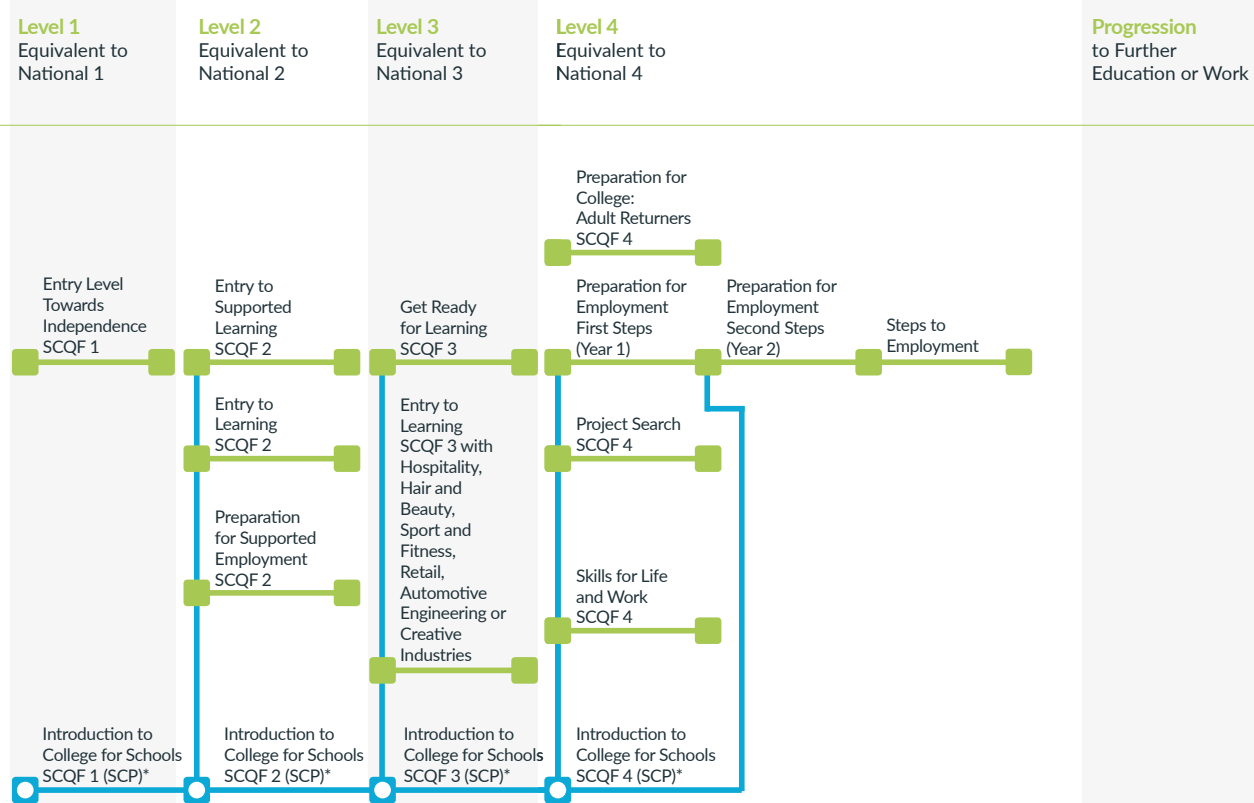 Level 1
Equivalent to
National 1
Level 2
Equivalent to
National 2
Level 3
Equivalent to
National 3
Level 4
Equivalent to
National 4
Progression
to Further
Education or Work
Preparation for
College:
Adult Returners
SCQF 4
Entry Level
Towards
Independence
SCQF 1
Entry to
Supported
Learning
SCQF 2
Get Ready
for Learning
SCQF 3
Preparation for
Employment
First Steps
(Year 1)
Preparation for
Employment
Second Steps
(Year 2)
Steps to
Employment
Entry to
Learning
SCQF 2
Entry to
Learning
SCQF 3 with
Hospitality,
Hair and
Beauty,
Sport and
Fitness,
Retail,
Automotive
Engineering or
Creative
Industries
Project Search
SCQF 4
Preparation
for Supported
Employment
SCQF 2
Skills for Life
and Work
SCQF 4
Introduction to
College for Schools
SCQF 1 (SCP)*
Introduction to
College for Schools
SCQF 2 (SCP)*
Introduction to
College for Schools
SCQF 3 (SCP)*
Introduction to
College for Schools
SCQF 4 (SCP)*